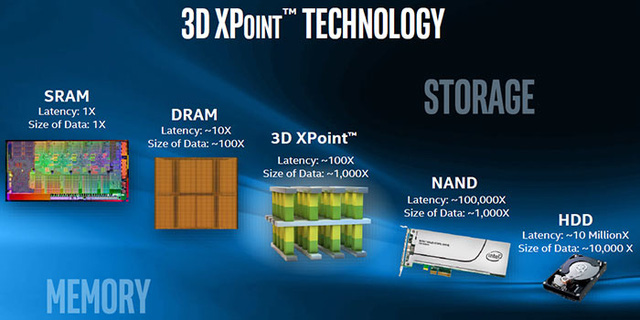 3D XPOINT™ TECHNOLOGY
STORAGE
SRAM
Latency: 1X
Size of Data: 1X
DRAM
Latency: ~10X
Size of Data: ~100X
3D XPoint™
Latency: ~100X
Size of Data: ~1,000X
NAND
Latency: ~100,000X
Size of Data: ~1,000X
HDD
Latency: ~10 MillionX
Size of Data: ~10,000 X
intel
MEMORY